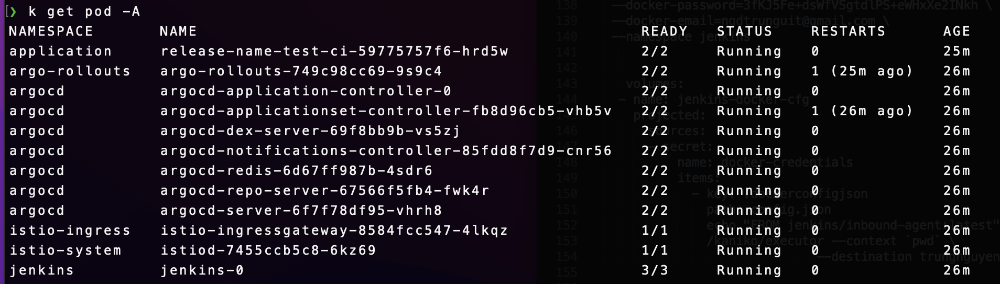 ❯ k get pod -A
NAMESPACE NAME READY STATUS RESTARTS AGE
application release-name-test-ci-59775757f6-hrd5w 2/2 Running 0 25m
argo-rollouts argo-rollouts-749c98cc69-9s9c4 2/2 Running 1 (25m ago) 26m
argocd argocd-application-controller-0 2/2 Running 0 26m
argocd argocd-applicationset-controller-fb8d96cb5-vhb5v 2/2 Running 1 (26m ago) 26m
argocd argocd-dex-server-69f8bb9b-vs5zj 2/2 Running 0 26m
argocd argocd-notifications-controller-85fdd8f7d9-cnr56 2/2 Running 0 26m
argocd argocd-redis-6d67ff987b-4sdr6 2/2 Running 0 26m
argocd argocd-repo-server-67566f5fb4-fwk4r 2/2 Running 0 26m
argocd argocd-server-6f7f78df95-vhrh8 2/2 Running 0 26m
istio-ingress istio-ingressgateway-8584fcc547-4lkqz 1/1 Running 0 26m
istio-system istiod-7455ccb5c8-6kz69 1/1 Running 0 26m
jenkins jenkins-0 3/3 Running 0 26m